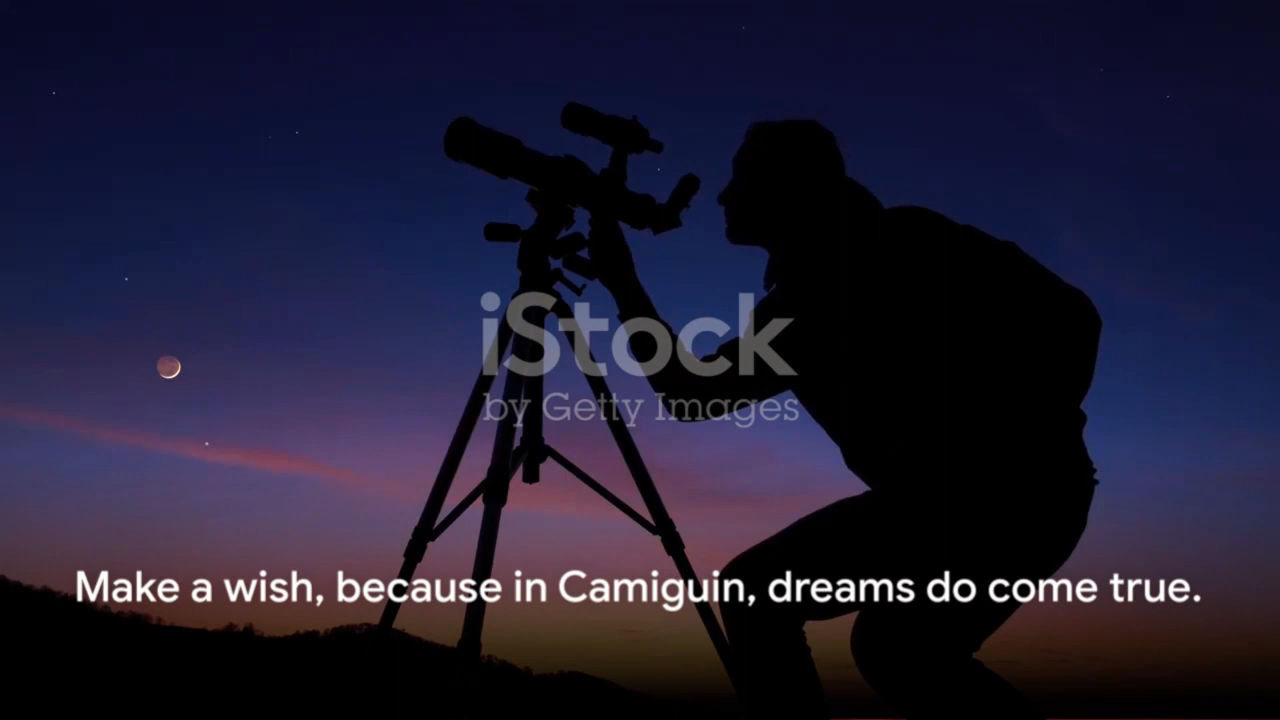 iStock
by Getty Images
Make a wish, because in Camiguin, dreams do come true.